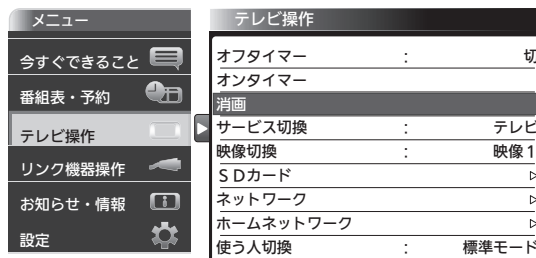 メニュー
今すぐできること
番組表・予約
テレビ操作
リンク機器操作
お知らせ・情報
設定
テレビ操作
オフタイマー : 切
オンタイマー
消画
サービス切換 : テレビ
映像切換 : 映像1
SDカード
ネットワーク
ホームネットワーク
使う人切換 : 標準モード